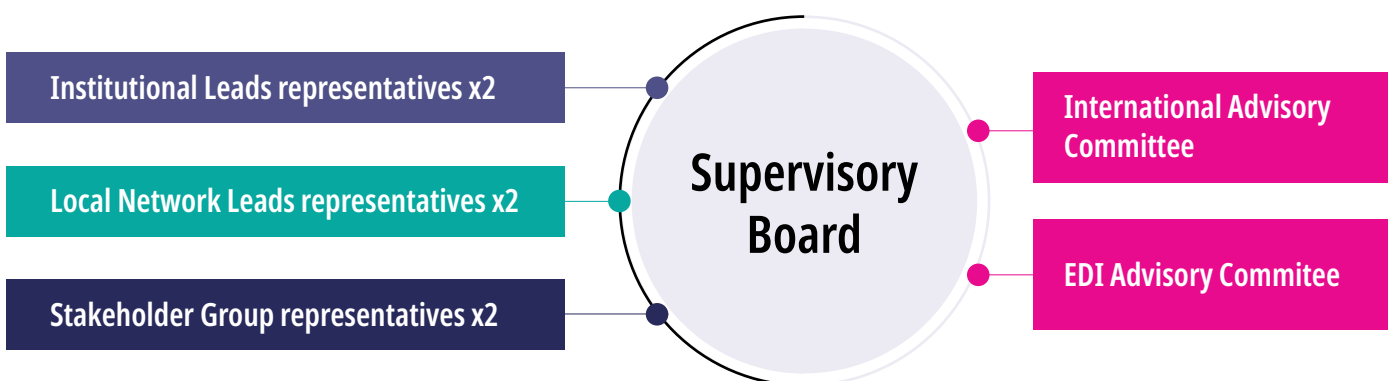 Institutional Leads representatives x2
Local Network Leads representatives x2
Stakeholder Group representatives x2
Supervisory
Board
International Advisory
Committee
EDI Advisory Commitee